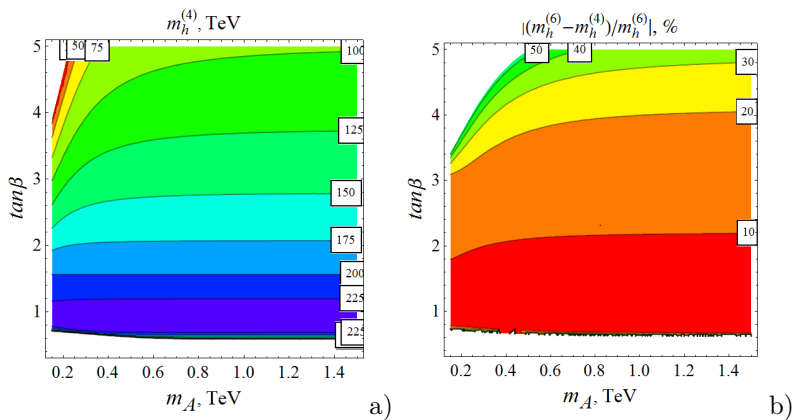 m_h^(4), TeV
50 75
100
125
150
175
200
225
225
5
4
3
2
1
tanβ
0.2 0.4 0.6 0.8 1.0 1.2 1.4
m_A, TeV
a)
|(m_h^(6)−m_h^(4))/m_h^(6)|, %
50 40
30
20
10
5
4
3
2
1
tanβ
0.2 0.4 0.6 0.8 1.0 1.2 1.4
m_A, TeV
b)